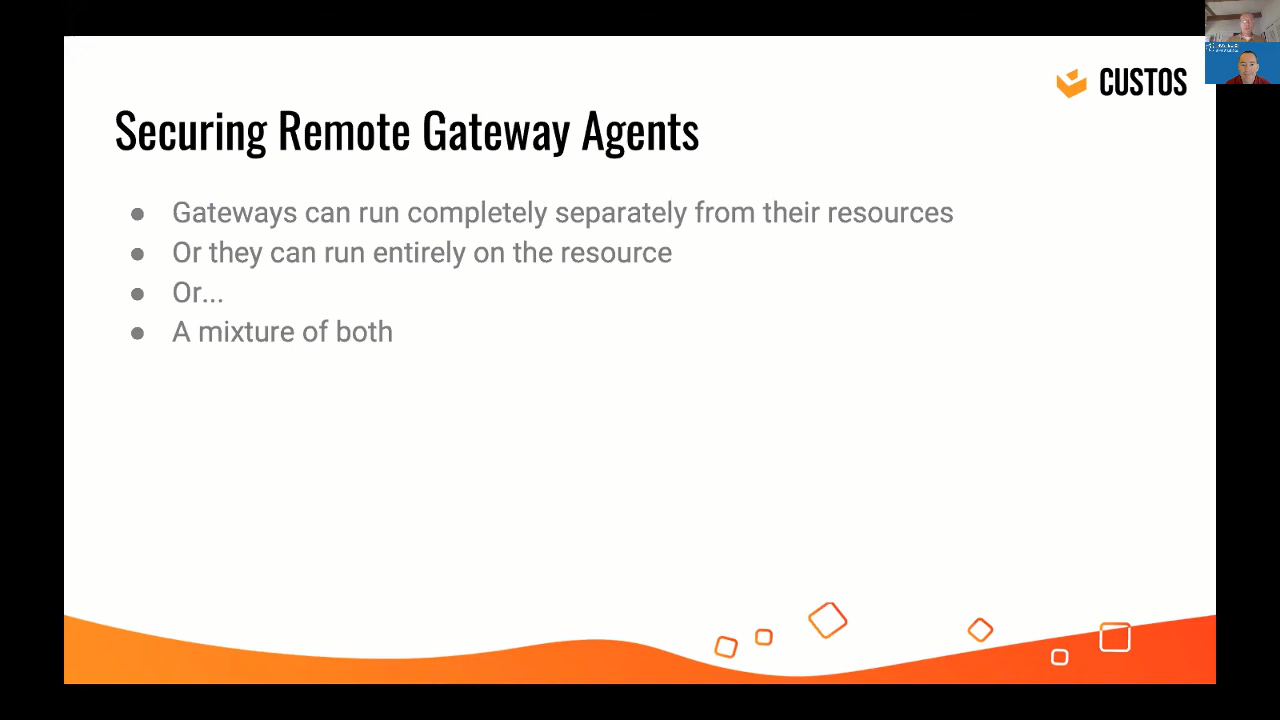 CUSTOS
Securing Remote Gateway Agents
● Gateways can run completely separately from their resources
● Or they can run entirely on the resource
● Or...
● A mixture of both